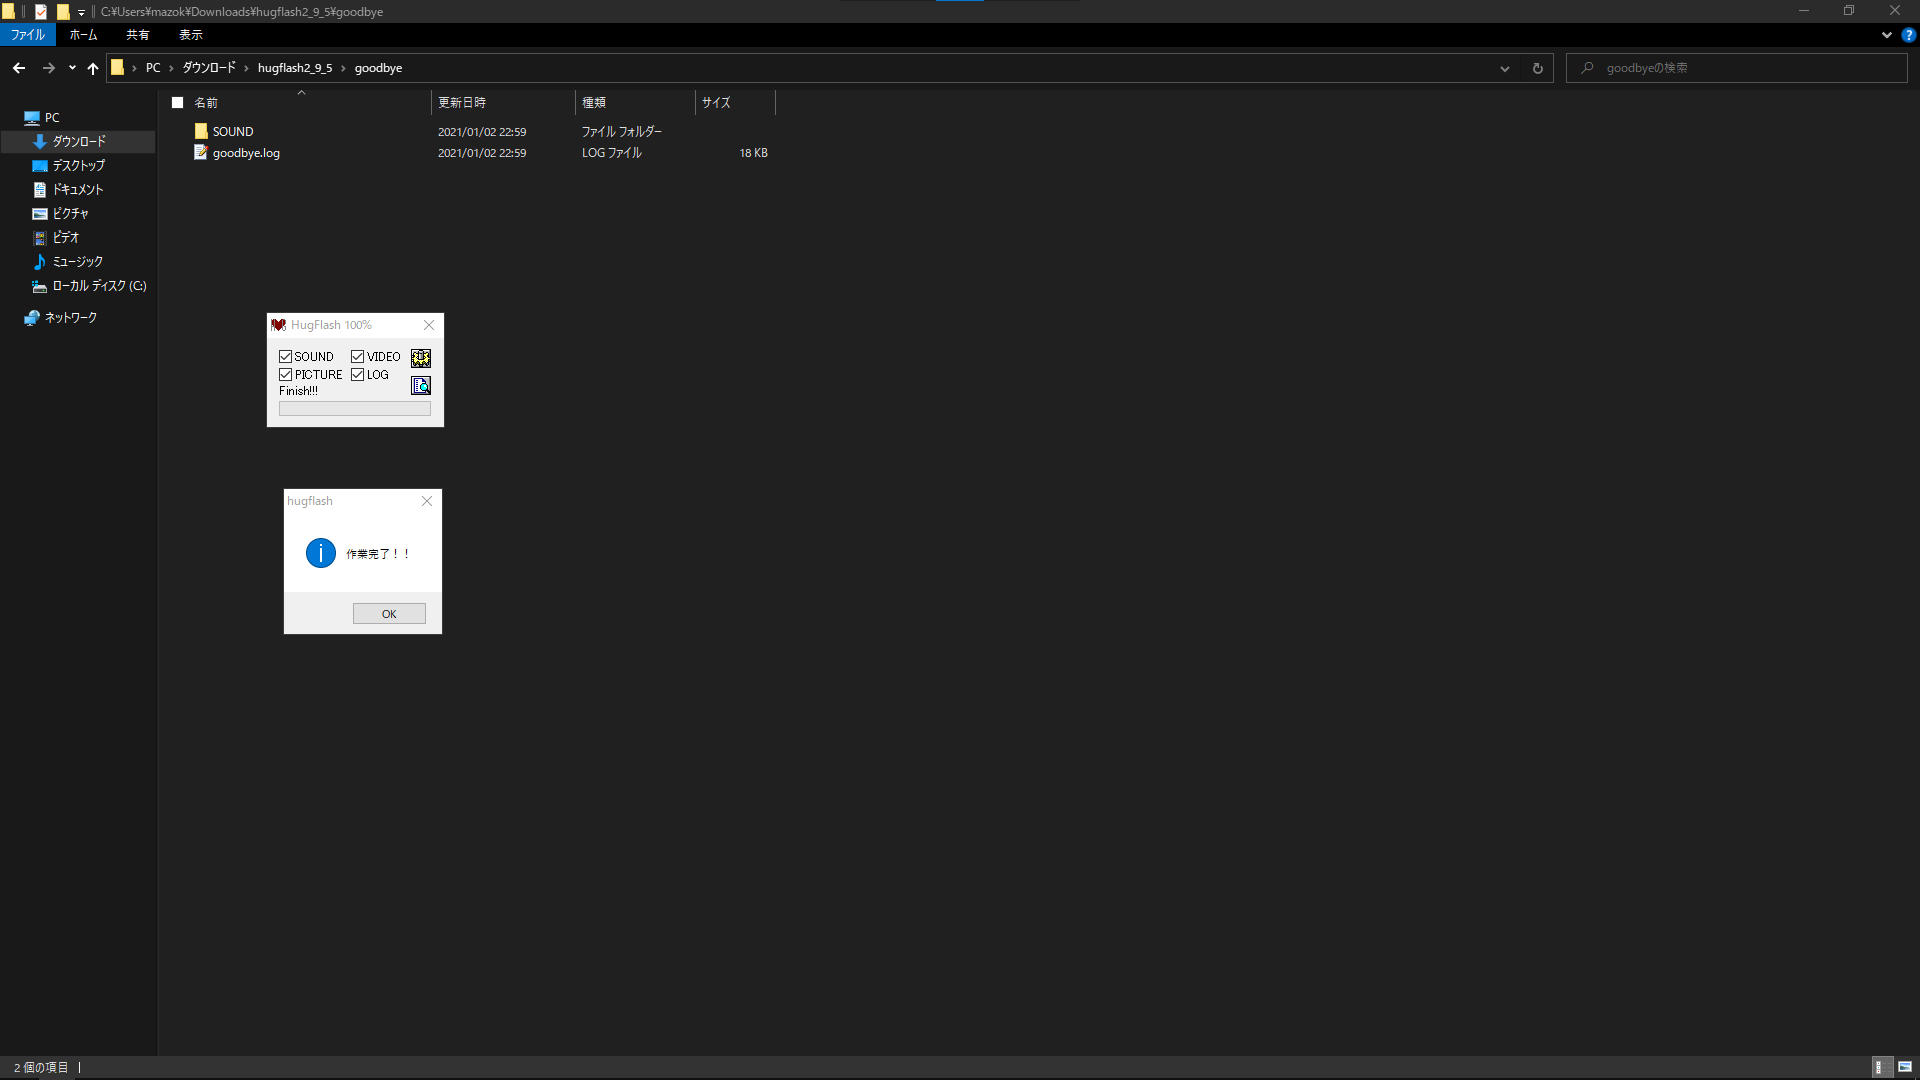 C:¥Users¥mazok¥Downloads¥hugflash2_9_5¥goodbye
ファイル ホーム 共有 表示
PC ダウンロード hugflash2_9_5 goodbye
goodbyeの検索
名前 更新日時 種類 サイズ
SOUND 2021/01/02 22:59 ファイル フォルダー
goodbye.log 2021/01/02 22:59 LOG ファイル 18 KB
PC
ダウンロード
デスクトップ
ドキュメント
ピクチャ
ビデオ
ミュージック
ローカル ディスク (C:)
ネットワーク
HugFlash 100%
SOUND VIDEO
PICTURE LOG
Finish!!!
hugflash
作業完了！！
OK
2 個の項目